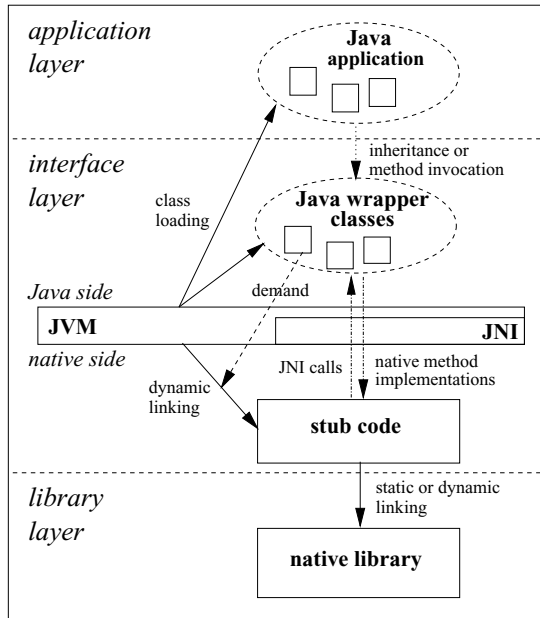 application
layer
Java
application
interface
layer
inheritance or
method invocation
class
loading
Java wrapper
classes
demand
Java side
JVM
JNI
native side
dynamic
linking
JNI calls
native method
implementations
stub code
library
layer
static or dynamic
linking
native library